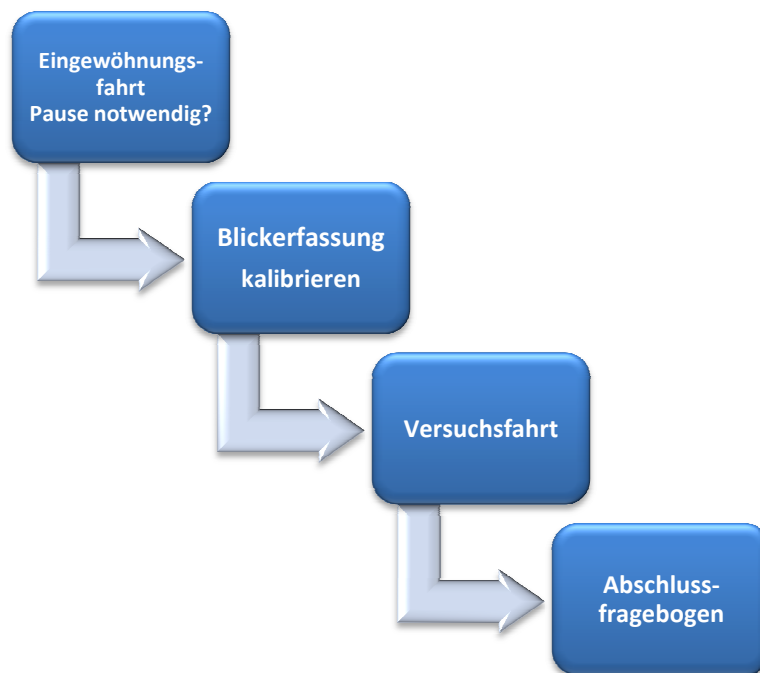 Eingewöhnungs-
fahrt
Pause notwendig?
Blickerfassung
kalibrieren
Versuchsfahrt
Abschluss-
fragebogen